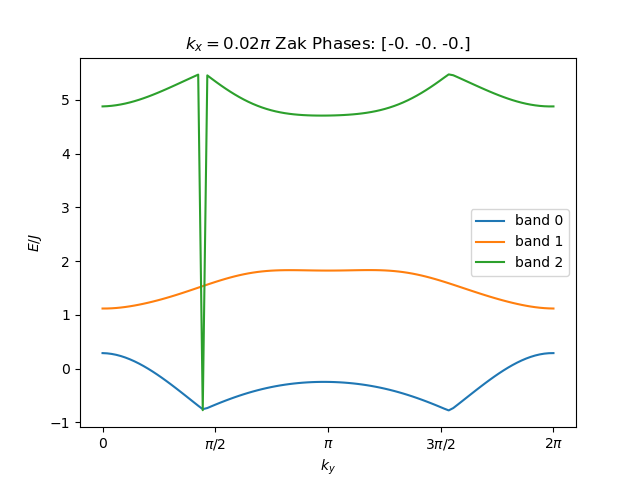 $k_x = 0.02\pi$ Zak Phases: [-0. -0. -0.]
E/J
5
4
3
2
1
0
−1
band 0
band 1
band 2
0
π/2
π
3π/2
2π
$k_y$